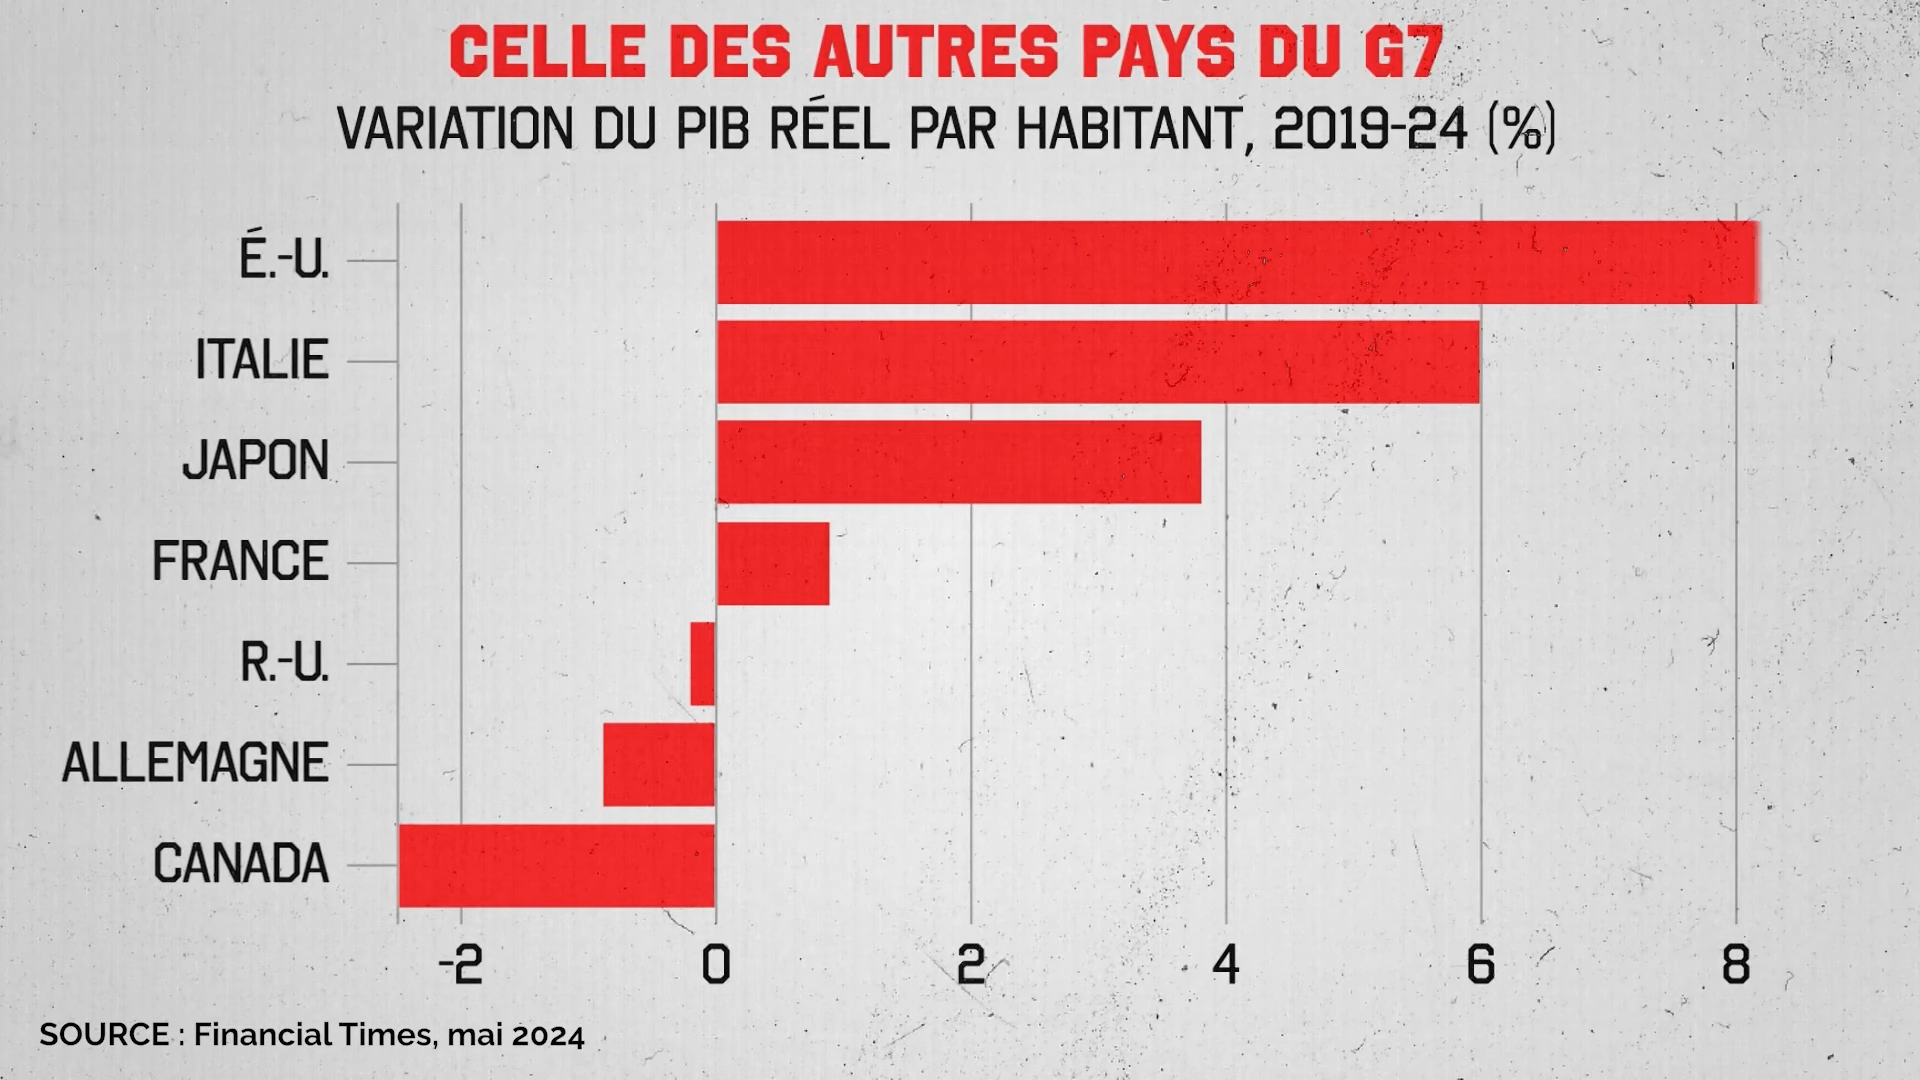 CELLE DES AUTRES PAYS DU G7
VARIATION DU PIB RÉEL PAR HABITANT, 2019-24 (%)
É.-U.
ITALIE
JAPON
FRANCE
R.-U.
ALLEMAGNE
CANADA
-2 0 2 4 6 8
SOURCE : Financial Times, mai 2024